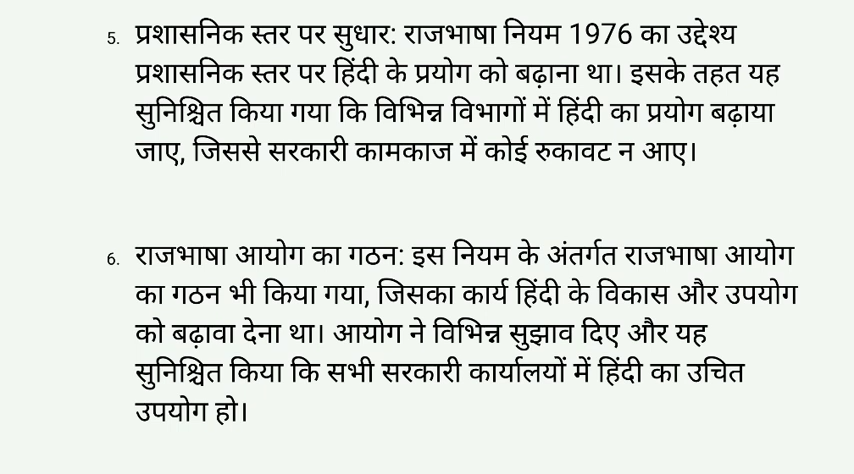 5. प्रशासनिक स्तर पर सुधार: राजभाषा नियम 1976 का उद्देश्य
प्रशासनिक स्तर पर हिंदी के प्रयोग को बढ़ाना था। इसके तहत यह
सुनिश्चित किया गया कि विभिन्न विभागों में हिंदी का प्रयोग बढ़ाया
जाए, जिससे सरकारी कामकाज में कोई रुकावट न आए।
6. राजभाषा आयोग का गठन: इस नियम के अंतर्गत राजभाषा आयोग
का गठन भी किया गया, जिसका कार्य हिंदी के विकास और उपयोग
को बढ़ावा देना था। आयोग ने विभिन्न सुझाव दिए और यह
सुनिश्चित किया कि सभी सरकारी कार्यालयों में हिंदी का उचित
उपयोग हो।